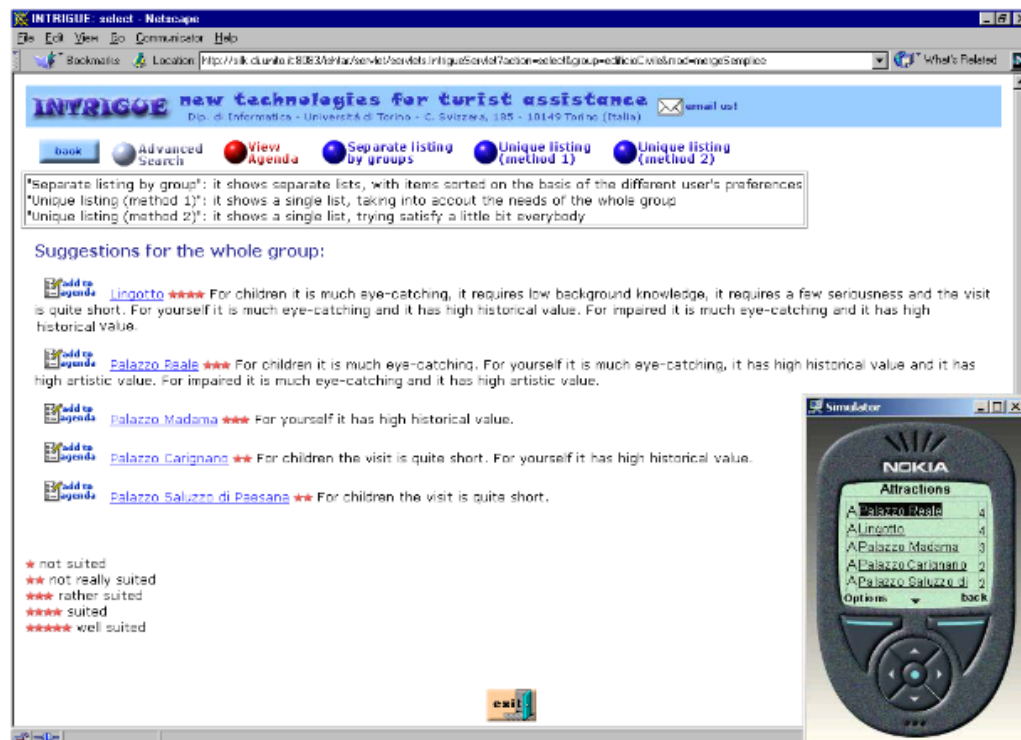 INTRIGUE: select - Netscape
File Edit View Go Communicator Help
Bookmarks Location: http://silk.di.unito.it:8083/ishtar/servlet/servlets.IntrigueServlet?action=select&group=edificioCivile&mod=mergeSemplice What's Related
INTRIGUE new technologies for turist assistance email us!
Dip. di Informatica - Università di Torino - C. Svizzera, 185 - 10149 Torino (Italia)
back Advanced Search View Agenda Separate listing by groups Unique listing (method 1) Unique listing (method 2)
"Separate listing by group": it shows separate lists, with items sorted on the basis of the different user's preferences
"Unique listing (method 1)": it shows a single list, taking into accout the needs of the whole group
"Unique listing (method 2)": it shows a single list, trying satisfy a little bit everybody
Suggestions for the whole group:
add to agenda Lingotto **** For children it is much eye-catching, it requires low background knowledge, it requires a few seriousness and the visit
is quite short. For yourself it is much eye-catching and it has high historical value. For impaired it is much eye-catching and it has high
historical value.
add to agenda Palazzo Reale *** For children it is much eye-catching. For yourself it is much eye-catching, it has high historical value and it has
high artistic value. For impaired it is much eye-catching and it has high artistic value.
add to agenda Palazzo Madama *** For yourself it has high historical value.
add to agenda Palazzo Carignano ** For children the visit is quite short. For yourself it has high historical value.
add to agenda Palazzo Saluzzo di Paesana ** For children the visit is quite short.
* not suited
** not really suited
*** rather suited
**** suited
***** well suited
exit
Simulator
NOKIA
Attractions
A Palazzo Reale 4
A Lingotto 4
A Palazzo Madama 3
A Palazzo Carignano 2
A Palazzo Saluzzo di 2
Options back